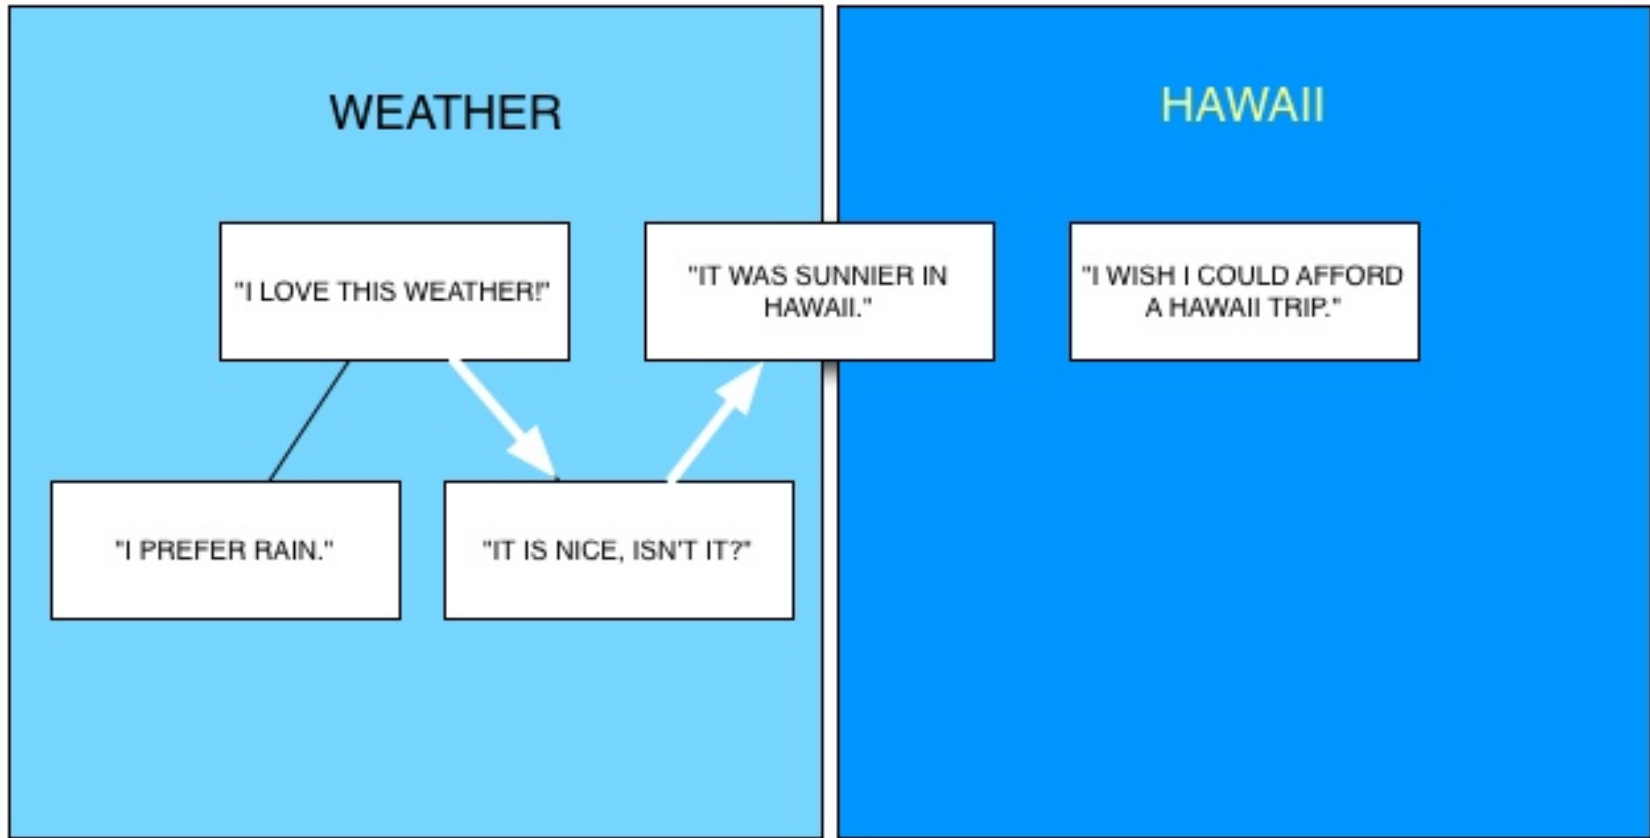 WEATHER
HAWAII
"I LOVE THIS WEATHER!"
"IT WAS SUNNIER IN
HAWAII."
"I WISH I COULD AFFORD
A HAWAII TRIP."
"I PREFER RAIN."
"IT IS NICE, ISN'T IT?"